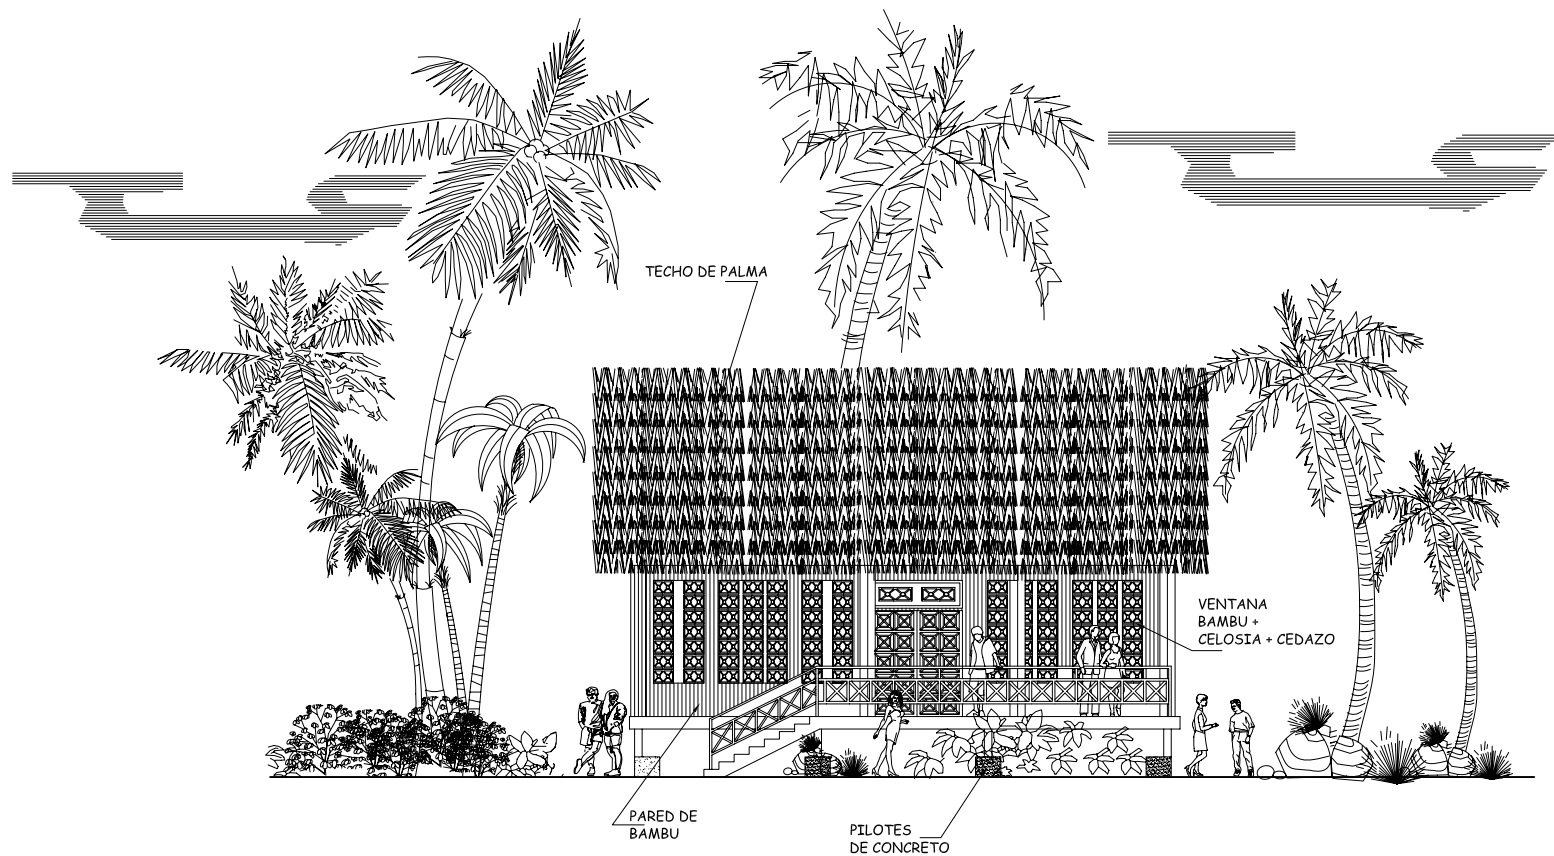 TECHO DE PALMA
VENTANA
BAMBU +
CELOSIA + CEDAZO
PARED DE
BAMBU
PILOTES
DE CONCRETO